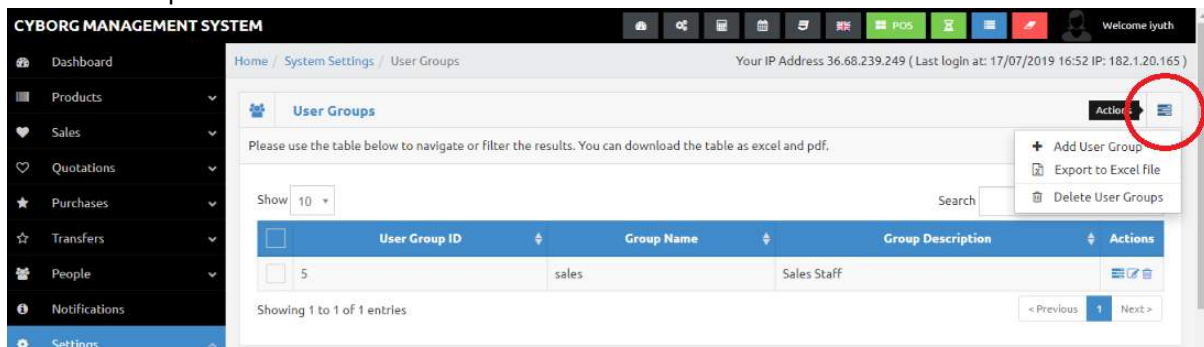 CYBORG MANAGEMENT SYSTEM
POS
Welcome iyuth
Dashboard
Home / System Settings / User Groups
Your IP Address 36.68.239.249 ( Last login at: 17/07/2019 16:52 IP: 182.1.20.165 )
Products
User Groups
Actions
Sales
Please use the table below to navigate or filter the results. You can download the table as excel and pdf.
Add User Group
Export to Excel file
Delete User Groups
Quotations
Purchases
Show 10
Search
Transfers
User Group ID Group Name Group Description Actions
People
5 sales Sales Staff
Notifications
Showing 1 to 1 of 1 entries
< Previous 1 Next >
Settings